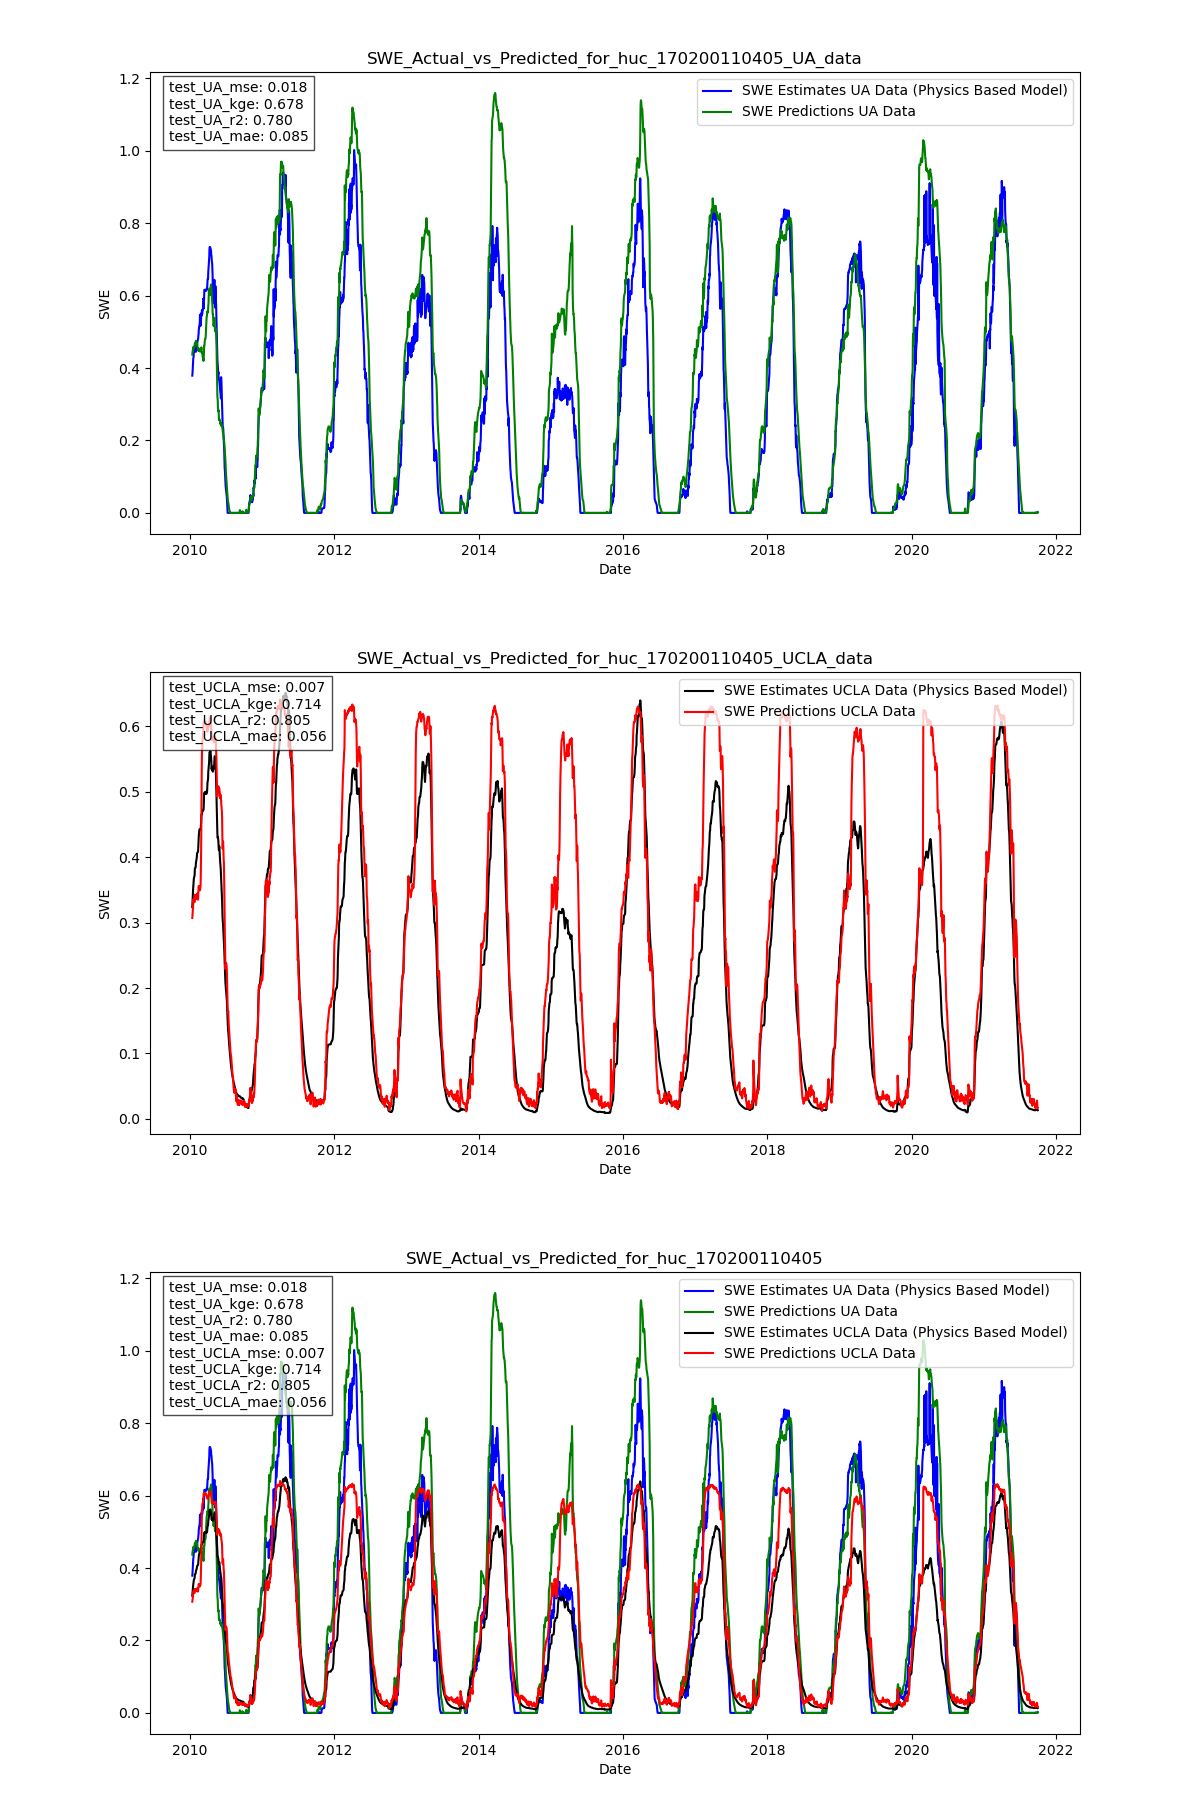 SWE_Actual_vs_Predicted_for_huc_170200110405_UA_data
test_UA_mse: 0.018
test_UA_kge: 0.678
test_UA_r2: 0.780
test_UA_mae: 0.085
SWE Estimates UA Data (Physics Based Model)
SWE Predictions UA Data
1.2
1.0
0.8
0.6
0.4
0.2
0.0
SWE
2010 2012 2014 2016 2018 2020 2022
Date
SWE_Actual_vs_Predicted_for_huc_170200110405_UCLA_data
test_UCLA_mse: 0.007
test_UCLA_kge: 0.714
test_UCLA_r2: 0.805
test_UCLA_mae: 0.056
SWE Estimates UCLA Data (Physics Based Model)
SWE Predictions UCLA Data
0.6
0.5
0.4
0.3
0.2
0.1
0.0
SWE
2010 2012 2014 2016 2018 2020 2022
Date
SWE_Actual_vs_Predicted_for_huc_170200110405
test_UA_mse: 0.018
test_UA_kge: 0.678
test_UA_r2: 0.780
test_UA_mae: 0.085
test_UCLA_mse: 0.007
test_UCLA_kge: 0.714
test_UCLA_r2: 0.805
test_UCLA_mae: 0.056
SWE Estimates UA Data (Physics Based Model)
SWE Predictions UA Data
SWE Estimates UCLA Data (Physics Based Model)
SWE Predictions UCLA Data
1.2
1.0
0.8
0.6
0.4
0.2
0.0
SWE
2010 2012 2014 2016 2018 2020 2022
Date